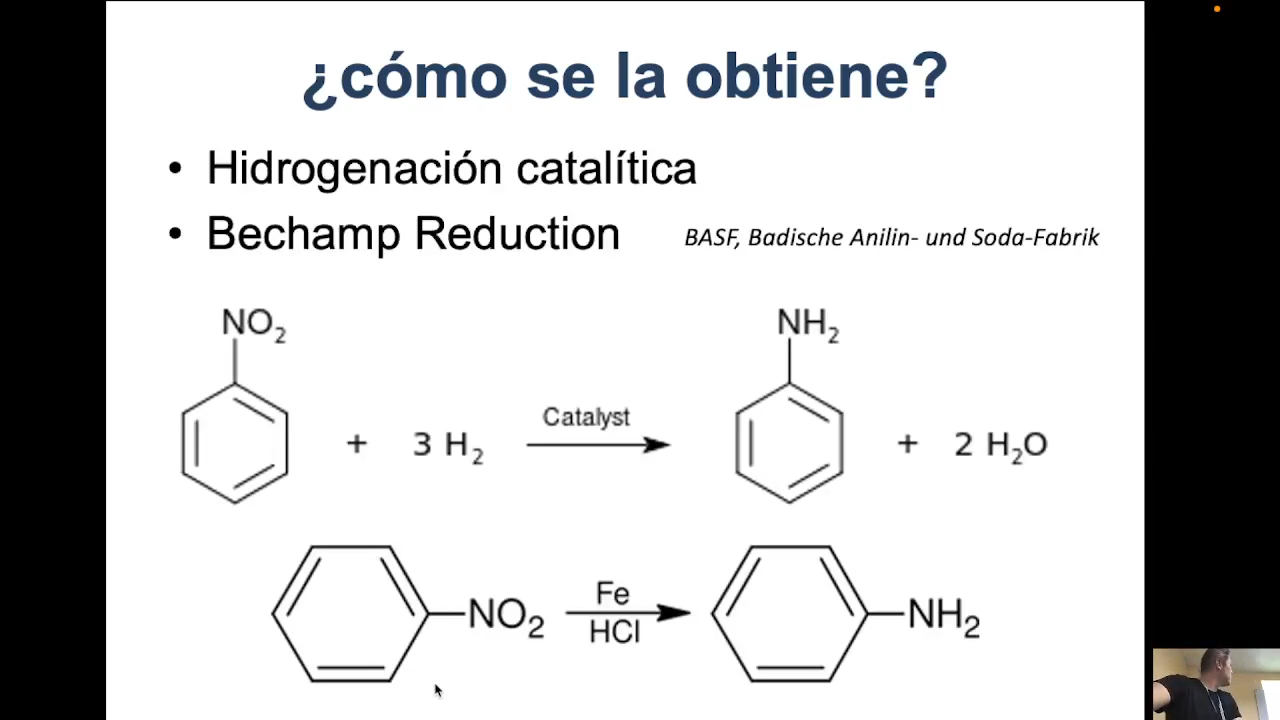 ¿cómo se la obtiene?
• Hidrogenación catalítica
• Bechamp Reduction
BASF, Badische Anilin- und Soda-Fabrik
NO₂
NH₂
+ 3 H₂
Catalyst
+ 2 H₂O
NO₂
Fe
HCl
NH₂